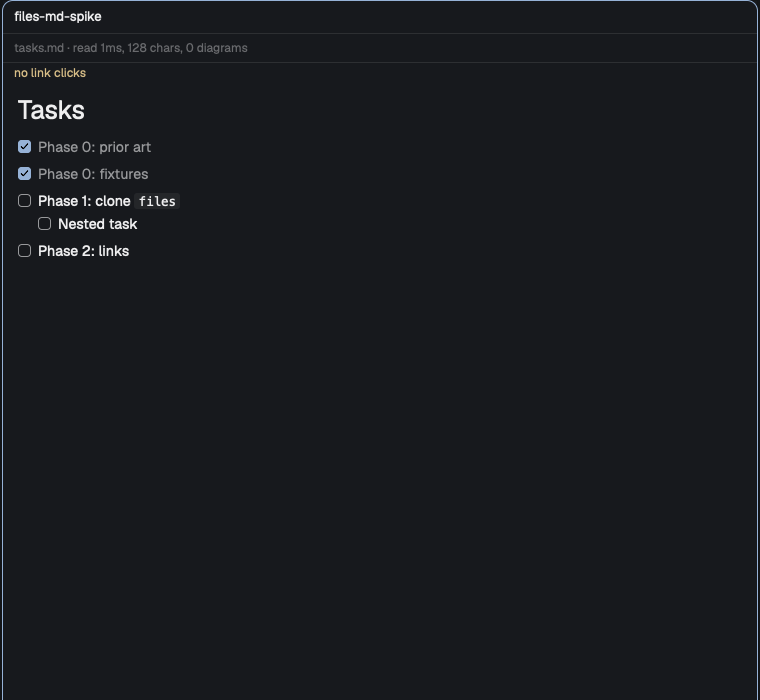 files-md-spike
tasks.md · read 1ms, 128 chars, 0 diagrams
no link clicks
Tasks
Phase 0: prior art
Phase 0: fixtures
Phase 1: clone files
Nested task
Phase 2: links